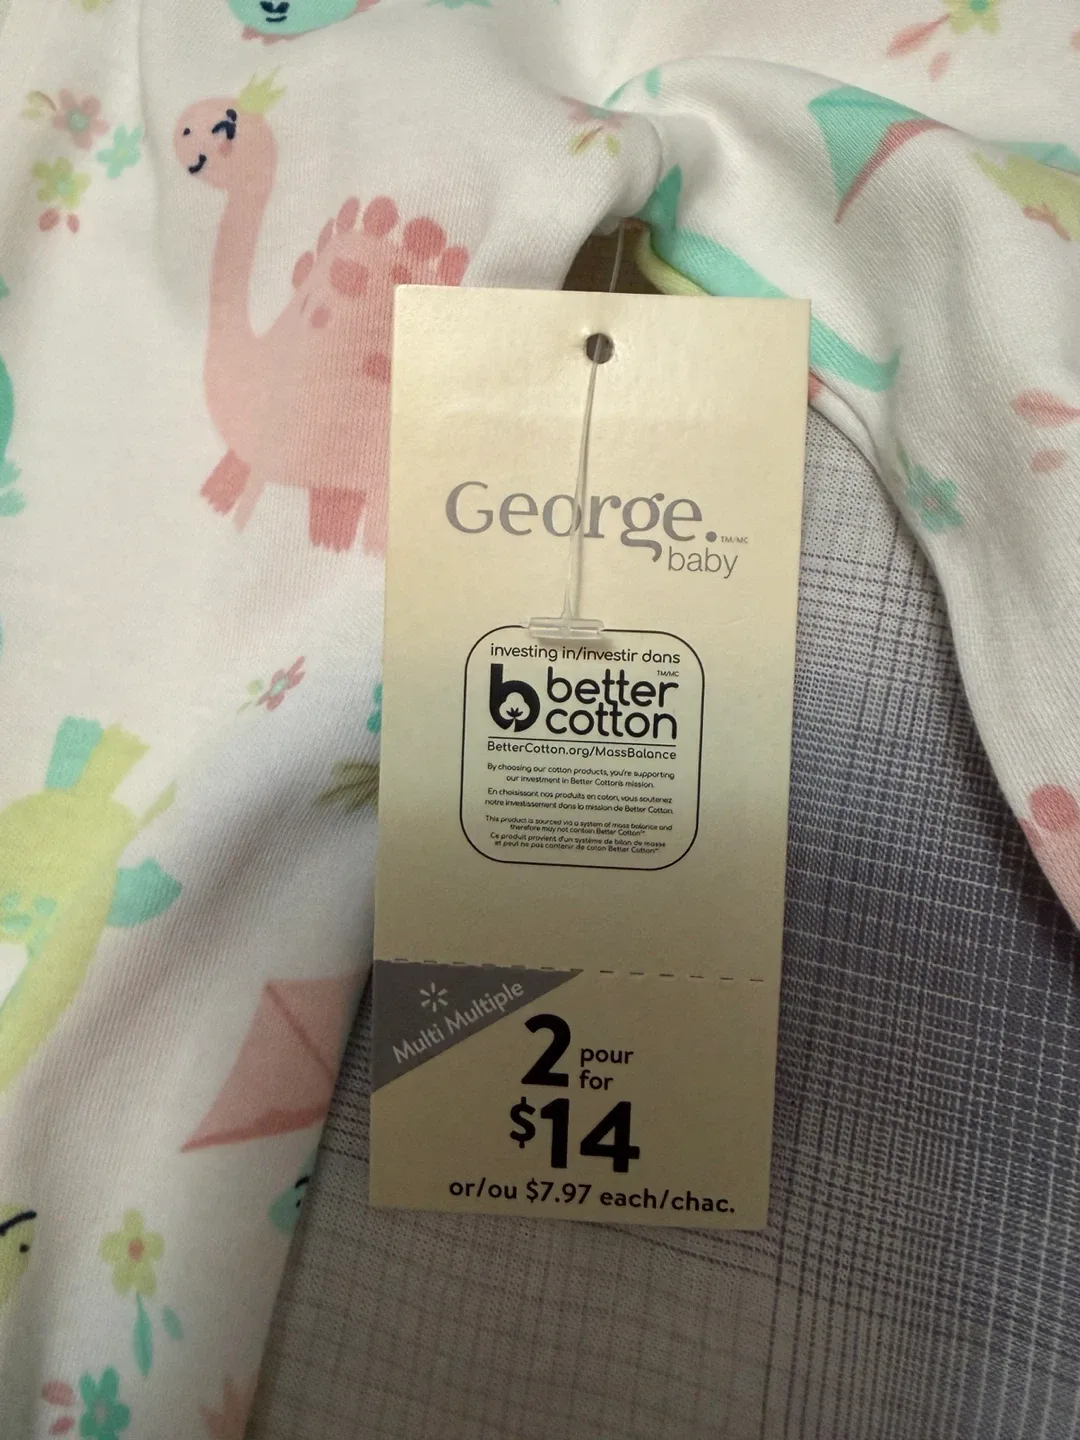 George.™/MC
baby
investing in/investir dans
better™/MC
cotton
BetterCotton.org/MassBalance
By choosing our cotton products, you're supporting
our investment in Better Cotton's mission.
En choisissant nos produits en coton, vous soutenez
notre investissement dans la mission de Better Cotton.
This product is sourced via a system of mass balance and
therefore may not contain Better Cotton™.
Ce produit provient d'un système de bilan de masse
et peut ne pas contenir de coton Better Cotton™.
Multi Multiple
2 pour
for
$14
or/ou $7.97 each/chac.